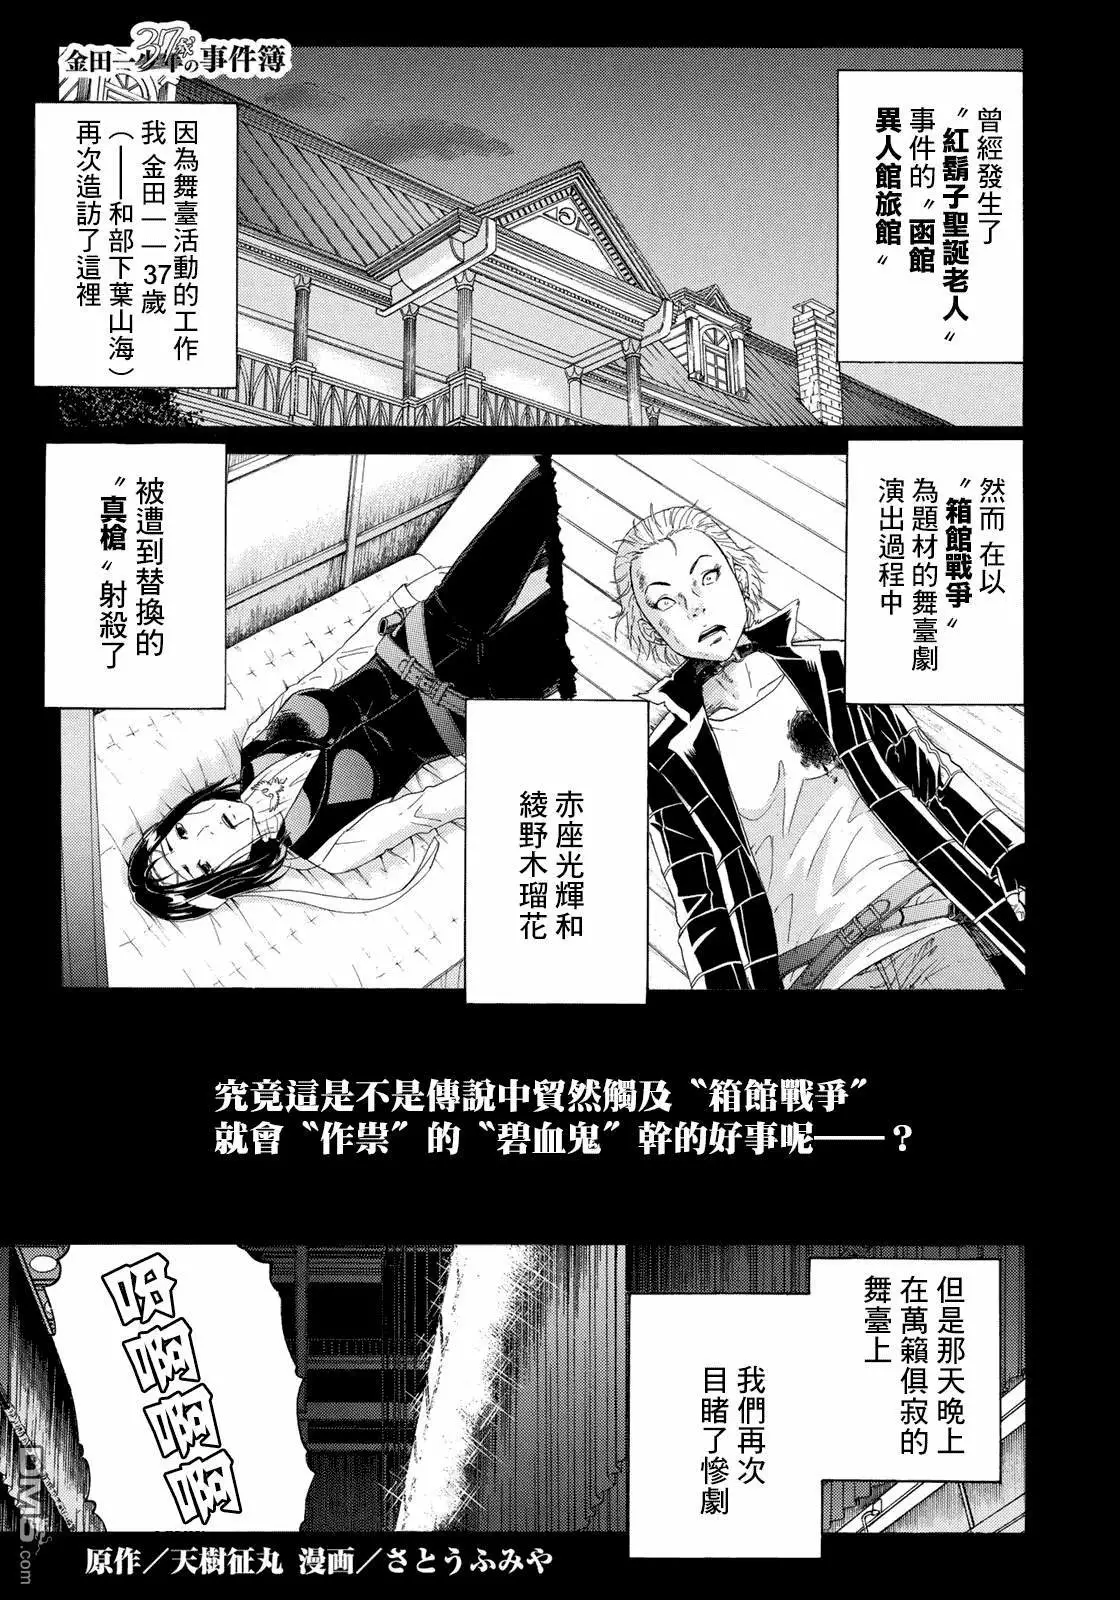 金田一37歳の事件簿
曾經發生了
〝紅鬍子聖誕老人〟
事件的〝函館
異人館旅館〟
因為舞臺活動的工作
我 金田一一 37歲
（——和部下葉山海）
再次造訪了這裡
然而 在以
〝箱館戰爭〟
為題材的舞臺劇
演出過程中
被遭到替換的
〝真槍〟射殺了
赤座光輝和
綾野木瑠花
究竟這是不是傳說中貿然觸及〝箱館戰爭〞
就會〝作祟〞的〝碧血鬼〞幹的好事呢——？
但是那天晚上
在萬籟俱寂的
舞臺上
我們再次
目睹了慘劇
呀啊啊啊
原作／天樹征丸 漫画／さとうふみや